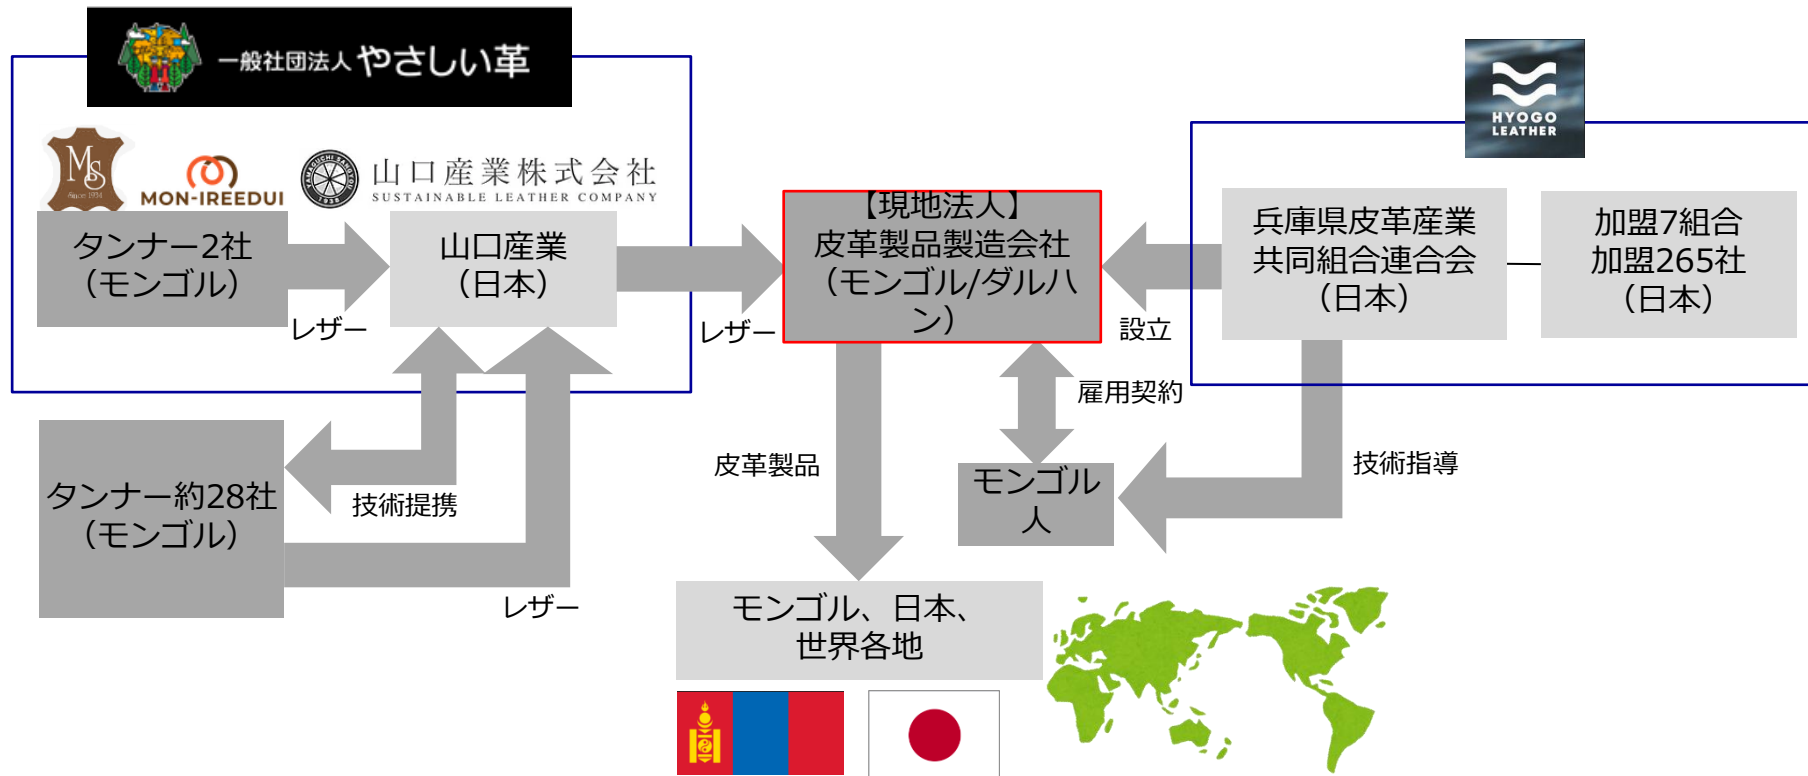 一般社団法人 やさしい革
MS
Since 1934
MON-IREEDUI
YAMAGUCHI SANGYO
1938
山口産業株式会社
SUSTAINABLE LEATHER COMPANY
HYOGO
LEATHER
タンナー2社
（モンゴル）
レザー
山口産業
（日本）
レザー
【現地法人】
皮革製品製造会社
（モンゴル/ダルハ
ン）
設立
兵庫県皮革産業
共同組合連合会
（日本）
加盟7組合
加盟265社
（日本）
雇用契約
タンナー約28社
（モンゴル）
技術提携
レザー
皮革製品
モンゴル
人
技術指導
モンゴル、日本、
世界各地